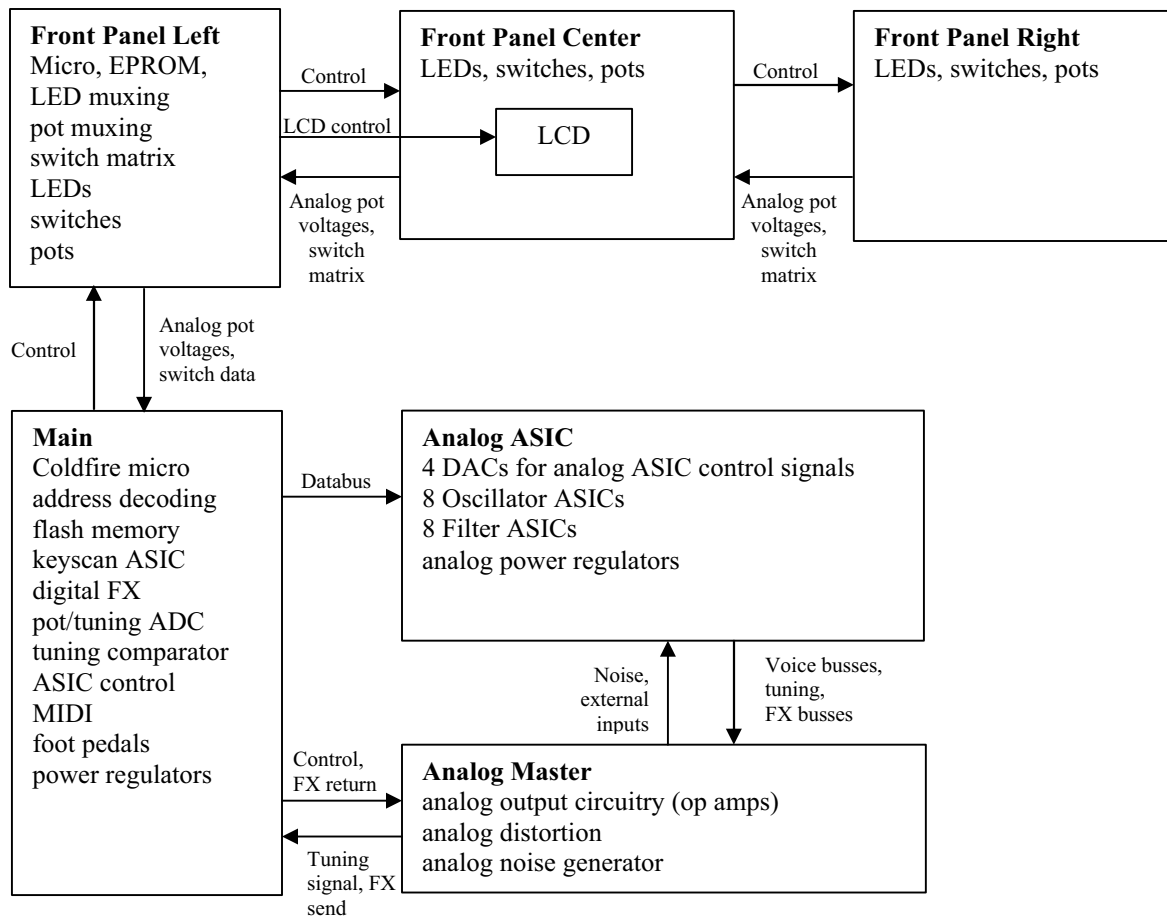 Front Panel Left
Micro, EPROM,
LED muxing
pot muxing
switch matrix
LEDs
switches
pots
Control
LCD control
Analog pot
voltages,
switch
matrix
Front Panel Center
LEDs, switches, pots
LCD
Control
Analog pot
voltages,
switch
matrix
Front Panel Right
LEDs, switches, pots
Control
Analog pot
voltages,
switch data
Main
Coldfire micro
address decoding
flash memory
keyscan ASIC
digital FX
pot/tuning ADC
tuning comparator
ASIC control
MIDI
foot pedals
power regulators
Databus
Analog ASIC
4 DACs for analog ASIC control signals
8 Oscillator ASICs
8 Filter ASICs
analog power regulators
Noise,
external
inputs
Voice busses,
tuning,
FX busses
Control,
FX return
Tuning
signal, FX
send
Analog Master
analog output circuitry (op amps)
analog distortion
analog noise generator